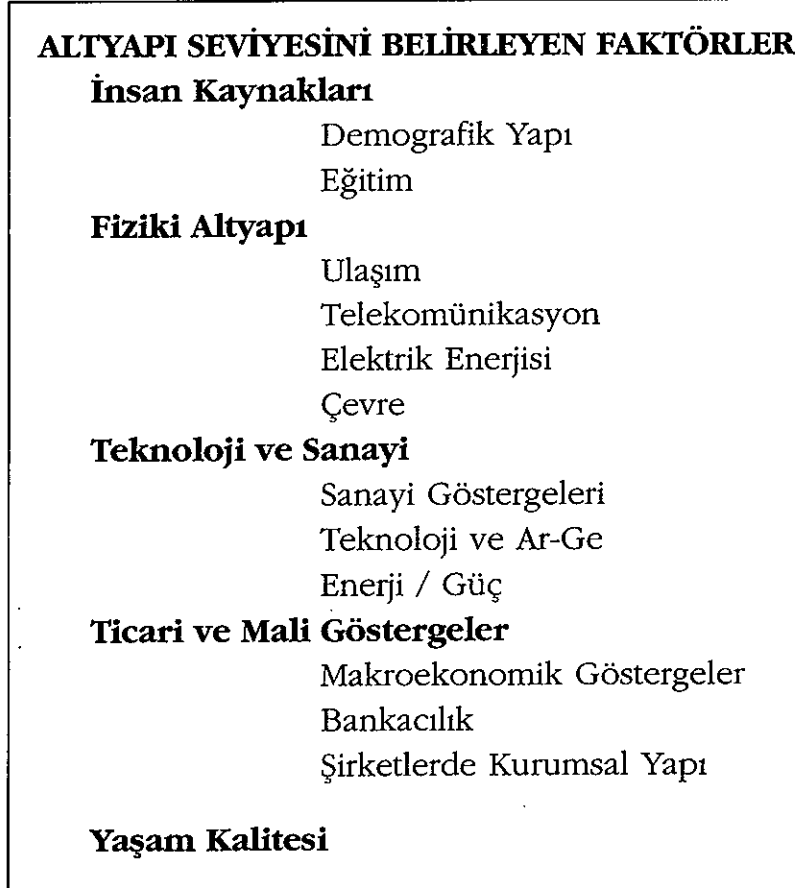 ALTYAPI SEVİYESİNİ BELİRLEYEN FAKTÖRLER
İnsan Kaynakları
Demografik Yapı
Eğitim
Fiziki Altyapı
Ulaşım
Telekomünikasyon
Elektrik Enerjisi
Çevre
Teknoloji ve Sanayi
Sanayi Göstergeleri
Teknoloji ve Ar-Ge
Enerji / Güç
Ticari ve Mali Göstergeler
Makroekonomik Göstergeler
Bankacılık
Şirketlerde Kurumsal Yapı
Yaşam Kalitesi